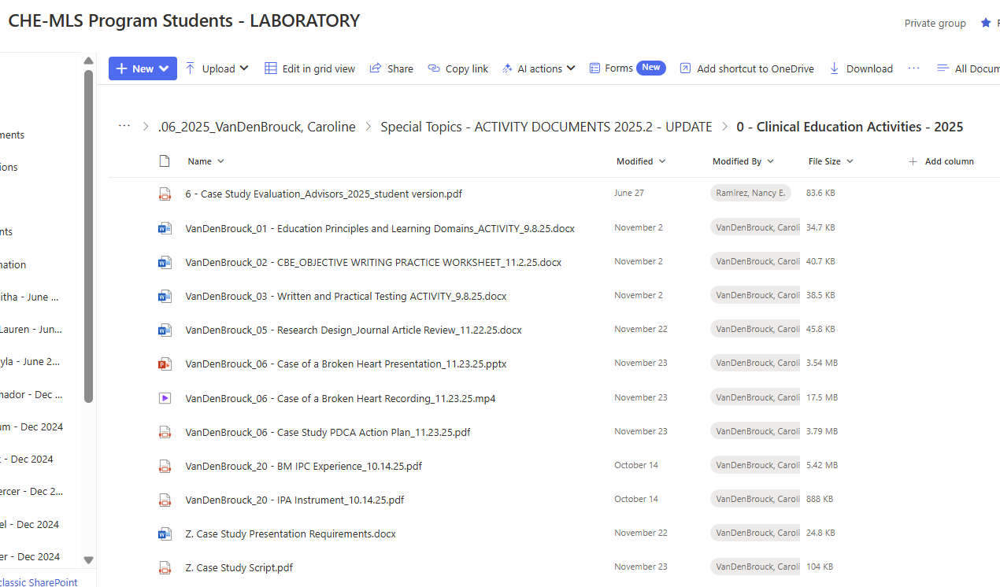 CHE-MLS Program Students - LABORATORY
Private group
New
Upload
Edit in grid view
Share
Copy link
AI actions
Forms
New
Add shortcut to OneDrive
Download
All Docum
.06_2025_VanDenBrouck, Caroline
Special Topics - ACTIVITY DOCUMENTS 2025.2 - UPDATE
0 - Clinical Education Activities - 2025
Name Modified Modified By File Size Add column
6 - Case Study Evaluation_Advisors_2025_student version.pdf June 27 Ramirez, Nancy E. 83.6 KB
VanDenBrouck_01 - Education Principles and Learning Domains_ACTIVITY_9.8.25.docx November 2 VanDenBrouck, Caroli 34.7 KB
VanDenBrouck_02 - CBE_OBJECTIVE WRITING PRACTICE WORKSHEET_11.2.25.docx November 2 VanDenBrouck, Caroli 40.7 KB
VanDenBrouck_03 - Written and Practical Testing ACTIVITY_9.8.25.docx November 2 VanDenBrouck, Caroli 38.5 KB
VanDenBrouck_05 - Research Design_Journal Article Review_11.22.25.docx November 22 VanDenBrouck, Caroli 45.8 KB
VanDenBrouck_06 - Case of a Broken Heart Presentation_11.23.25.pptx November 23 VanDenBrouck, Caroli 3.54 MB
VanDenBrouck_06 - Case of a Broken Heart Recording_11.23.25.mp4 November 23 VanDenBrouck, Caroli 17.5 MB
VanDenBrouck_06 - Case Study PDCA Action Plan_11.23.25.pdf November 23 VanDenBrouck, Caroli 3.79 MB
VanDenBrouck_20 - BM IPC Experience_10.14.25.pdf October 14 VanDenBrouck, Caroli 5.42 MB
VanDenBrouck_20 - IPA Instrument_10.14.25.pdf October 14 VanDenBrouck, Caroli 888 KB
Z. Case Study Presentation Requirements.docx November 22 VanDenBrouck, Caroli 24.8 KB
Z. Case Study Script.pdf November 23 VanDenBrouck, Caroli 104 KB
ments
ions
nts
nation
itha - June ...
Lauren - Jun...
yla - June 2...
mador - Dec ...
um - Dec 2024
- Dec 2024
ercer - Dec 2...
el - Dec 2024
er - Dec 2024
classic SharePoint